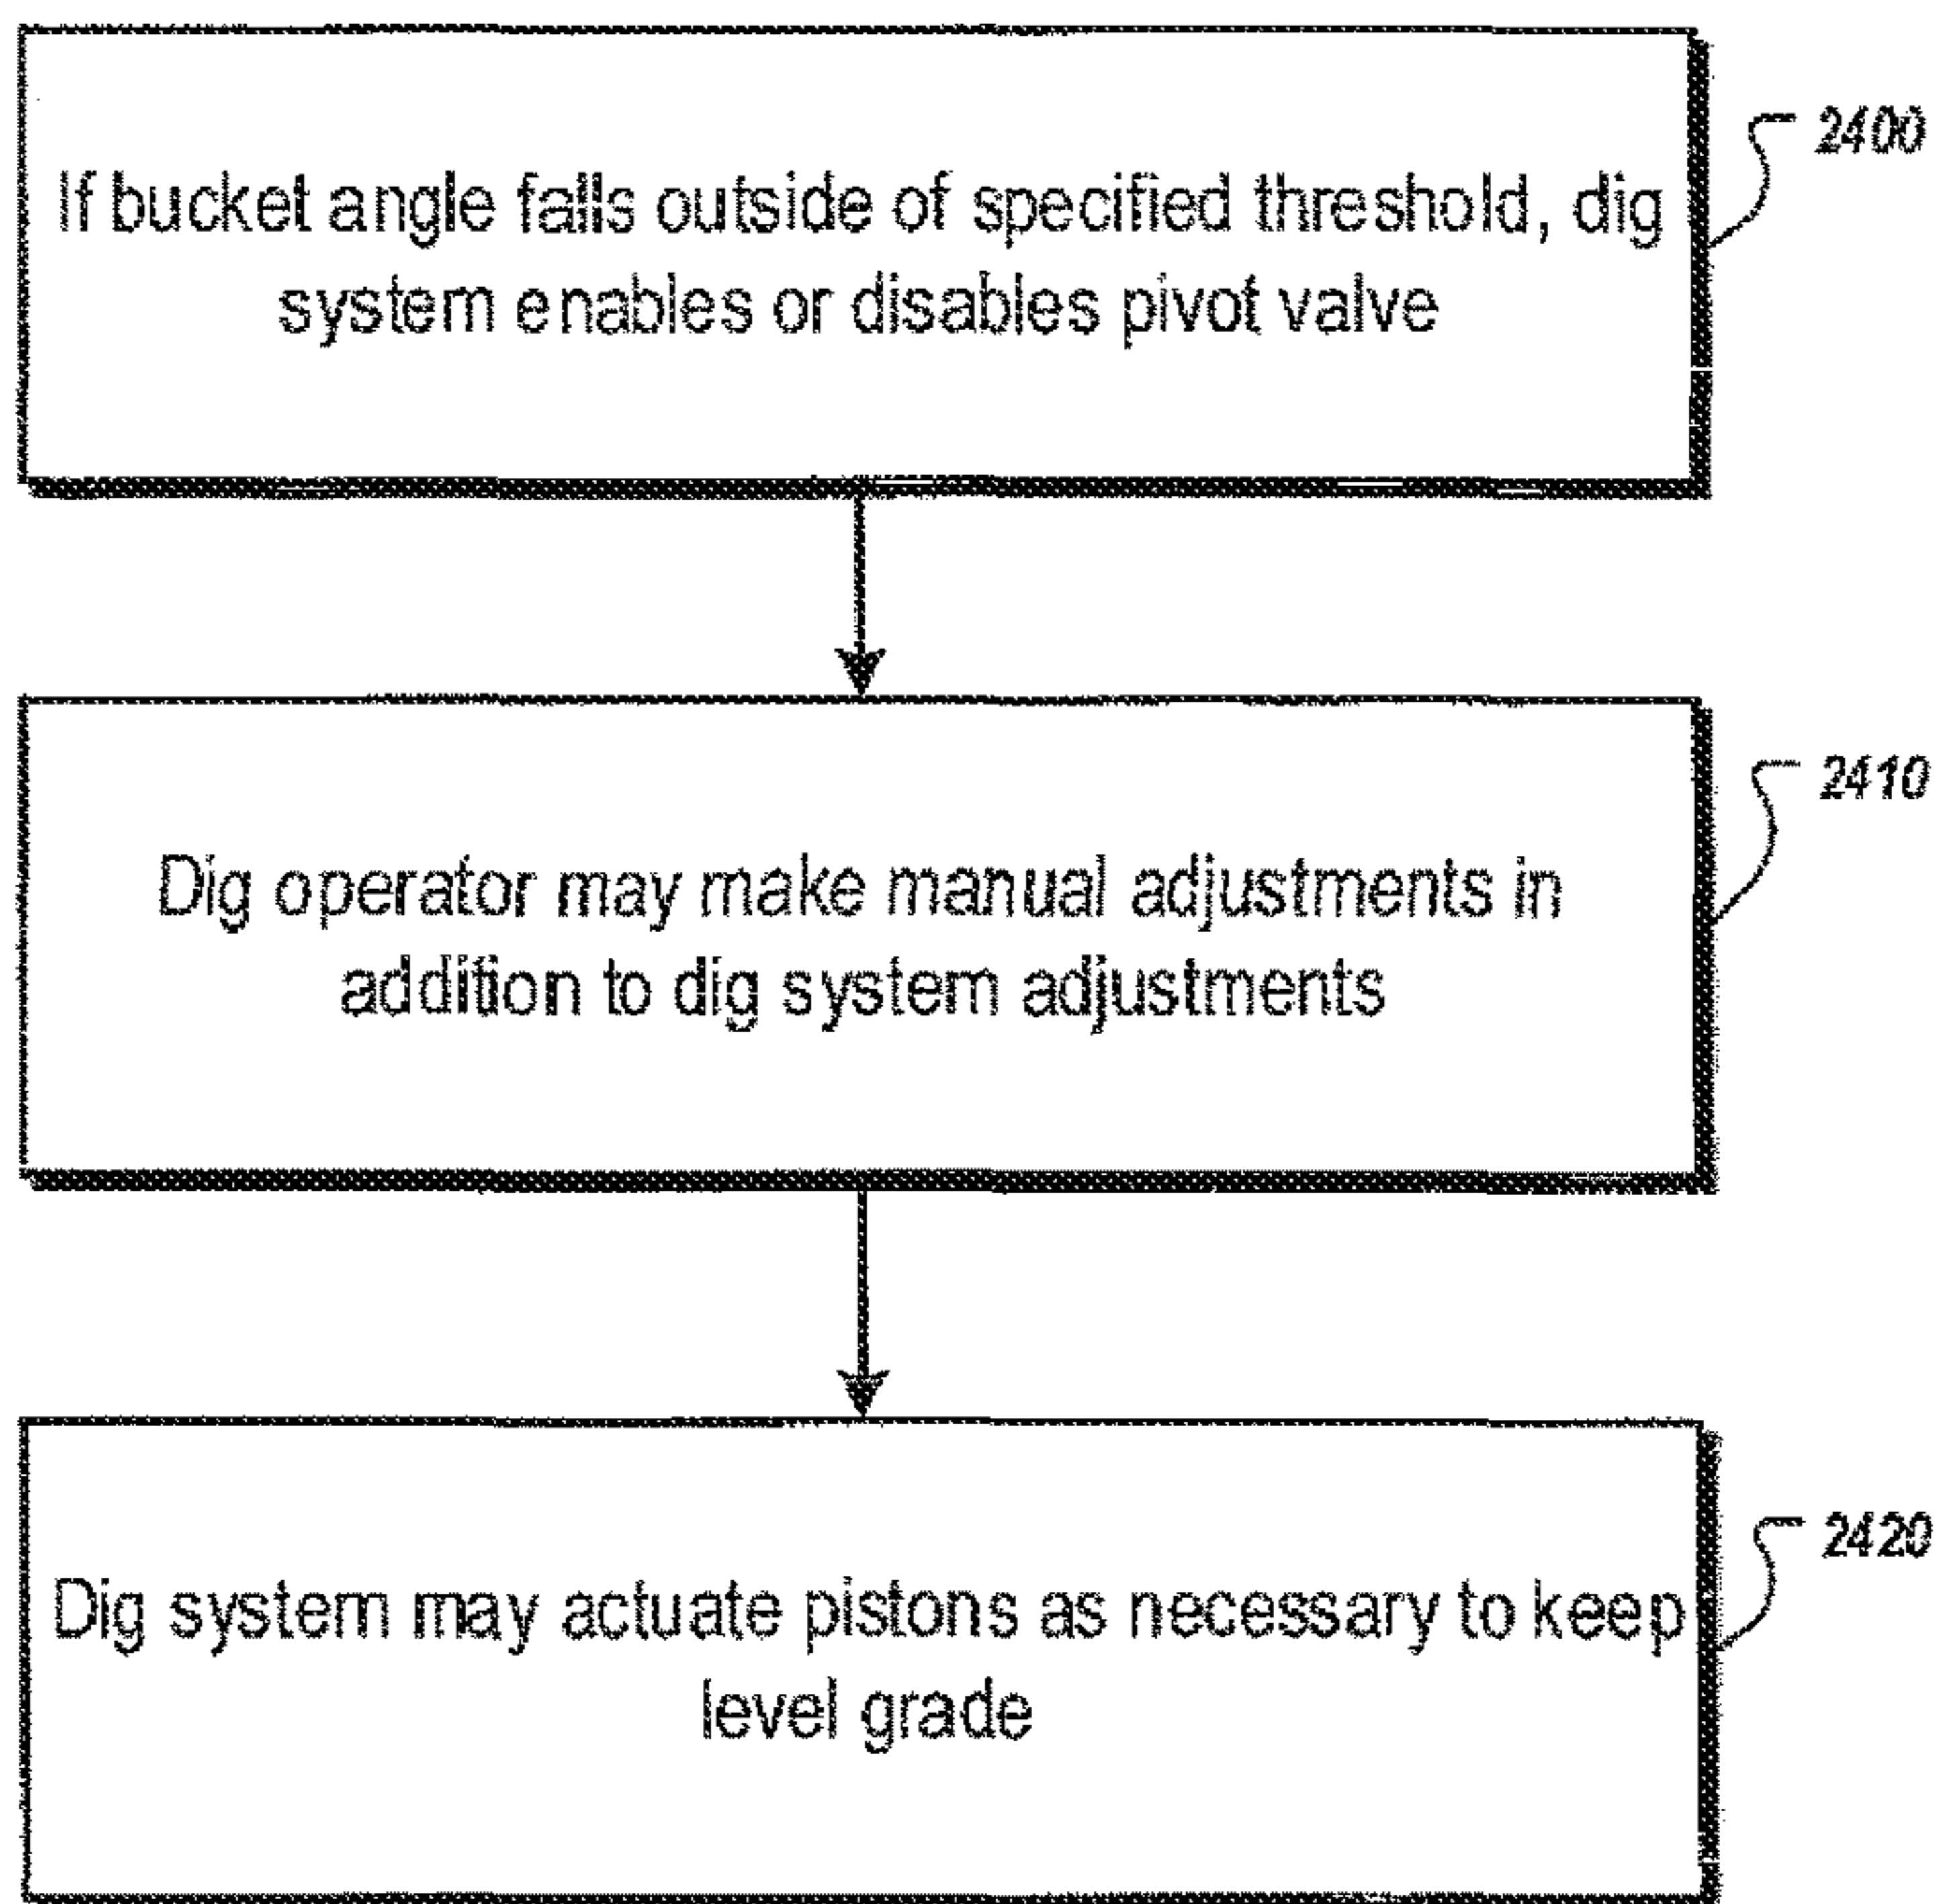 If bucket angle falls outside of specified threshold, dig
system enables or disables pivot valve
2400
Dig operator may make manual adjustments in
addition to dig system adjustments
2410
Dig system may actuate pistons as necessary to keep
level grade
2420